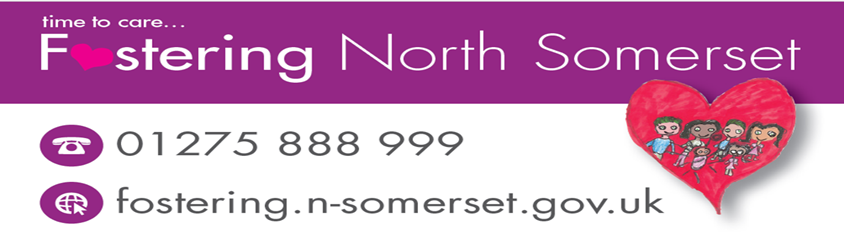 time to care...
Fostering North Somerset
01275 888 999
fostering.n-somerset.gov.uk